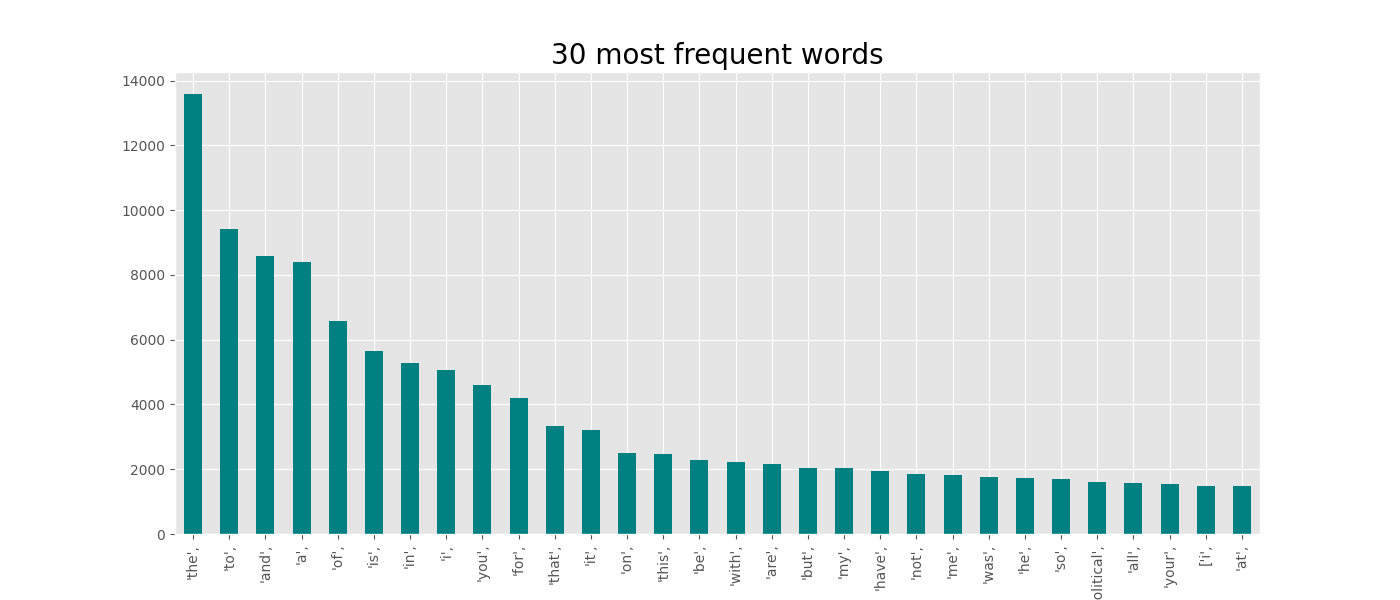 30 most frequent words
14000
12000
10000
8000
6000
4000
2000
0
'the',
'to',
'and',
'a',
'of',
'is',
'in',
'i',
'you',
'for',
'that',
'it',
'on',
'this',
'be',
'with',
'are',
'but',
'my',
'have',
'not',
'me',
'was',
'he',
'so',
olitical',
'all',
'your',
['i',
'at',